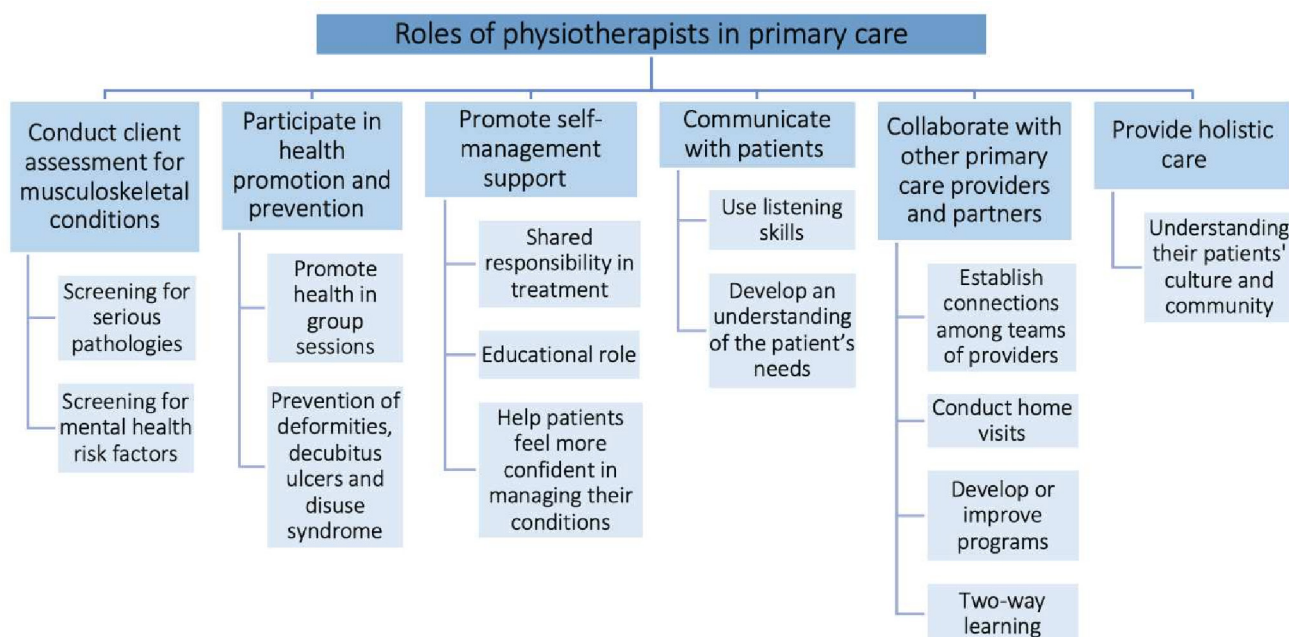 Roles of physiotherapists in primary care
Conduct client
assessment for
musculoskeletal
conditions
Screening for
serious
pathologies
Screening for
mental health
risk factors
Participate in
health
promotion and
prevention
Promote
health in
group
sessions
Prevention of
deformities,
decubitus
ulcers and
disuse
syndrome
Promote self-
management
support
Shared
responsibility in
treatment
Educational role
Help patients
feel more
confident in
managing their
conditions
Communicate
with patients
Use listening
skills
Develop an
understanding
of the patient’s
needs
Collaborate with
other primary
care providers
and partners
Establish
connections
among teams
of providers
Conduct home
visits
Develop or
improve
programs
Two-way
learning
Provide holistic
care
Understanding
their patients'
culture and
community